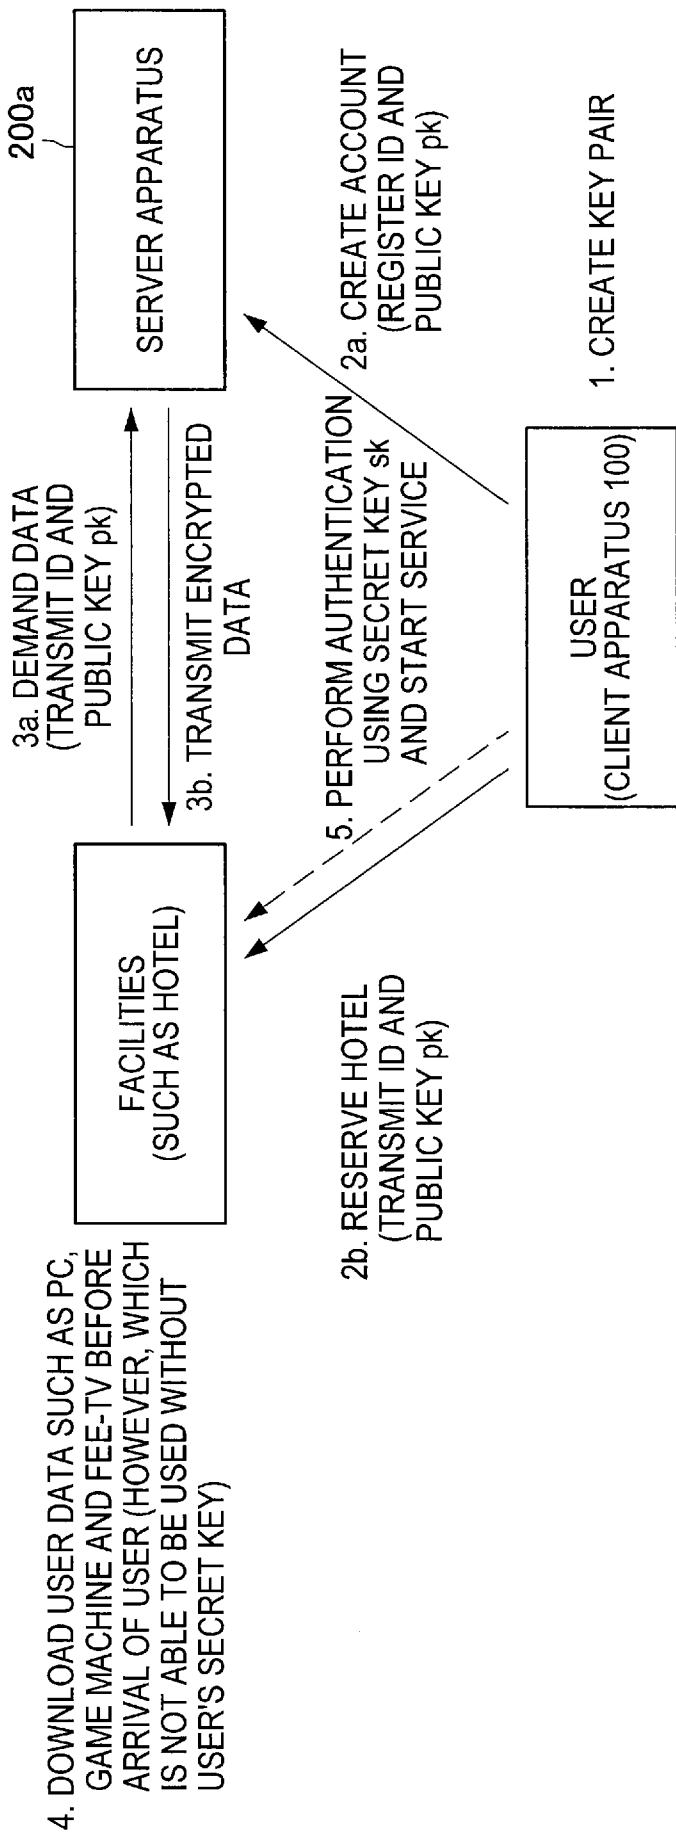 4. DOWNLOAD USER DATA SUCH AS PC,
GAME MACHINE AND FEE-TV BEFORE
ARRIVAL OF USER (HOWEVER, WHICH
IS NOT ABLE TO BE USED WITHOUT
USER'S SECRET KEY)
FACILITIES
(SUCH AS HOTEL)
3a. DEMAND DATA
(TRANSMIT ID AND
PUBLIC KEY pk)
3b. TRANSMIT ENCRYPTED
DATA
200a
SERVER APPARATUS
2b. RESERVE HOTEL
(TRANSMIT ID AND
PUBLIC KEY pk)
5. PERFORM AUTHENTICATION
USING SECRET KEY sk
AND START SERVICE
2a. CREATE ACCOUNT
(REGISTER ID AND
PUBLIC KEY pk)
USER
(CLIENT APPARATUS 100)
1. CREATE KEY PAIR